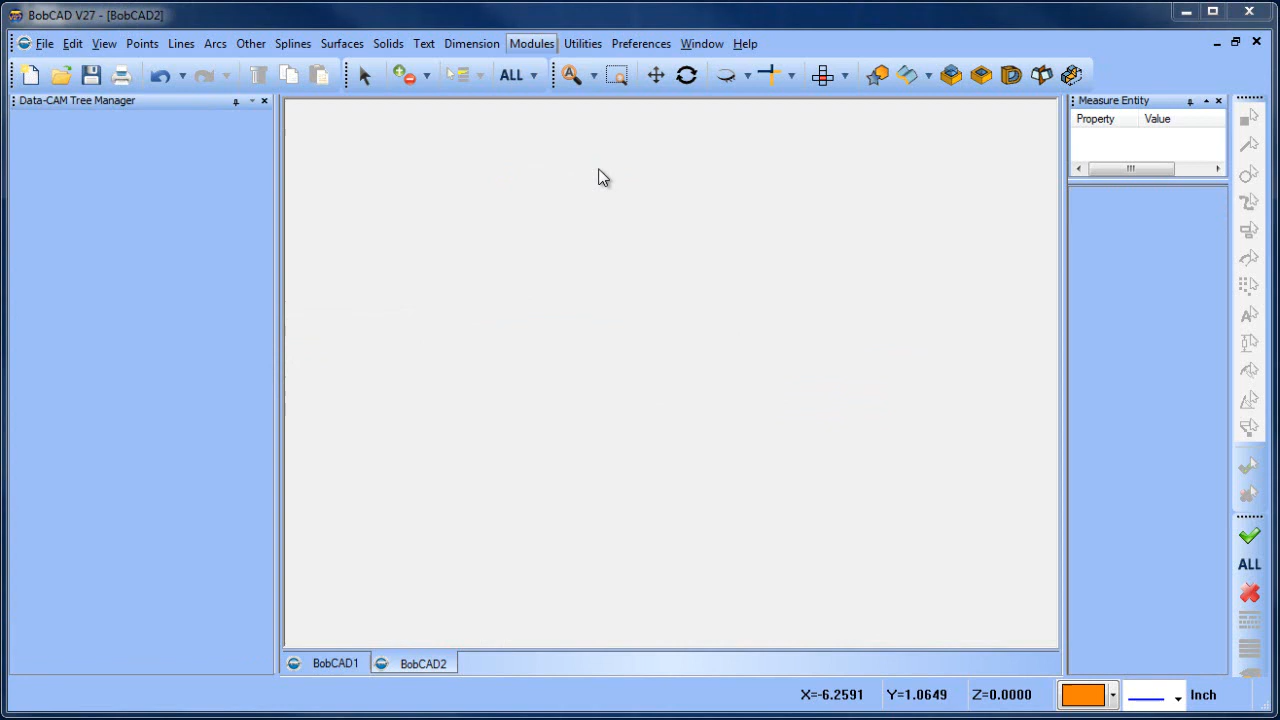 BobCAD V27 - [BobCAD2]
File Edit View Points Lines Arcs Other Splines Surfaces Solids Text Dimension Modules Utilities Preferences Window Help
ALL
Data-CAM Tree Manager
Measure Entity
Property Value
A
ALL
BobCAD1 BobCAD2
X=-6.2591 Y=1.0649 Z=0.0000 Inch